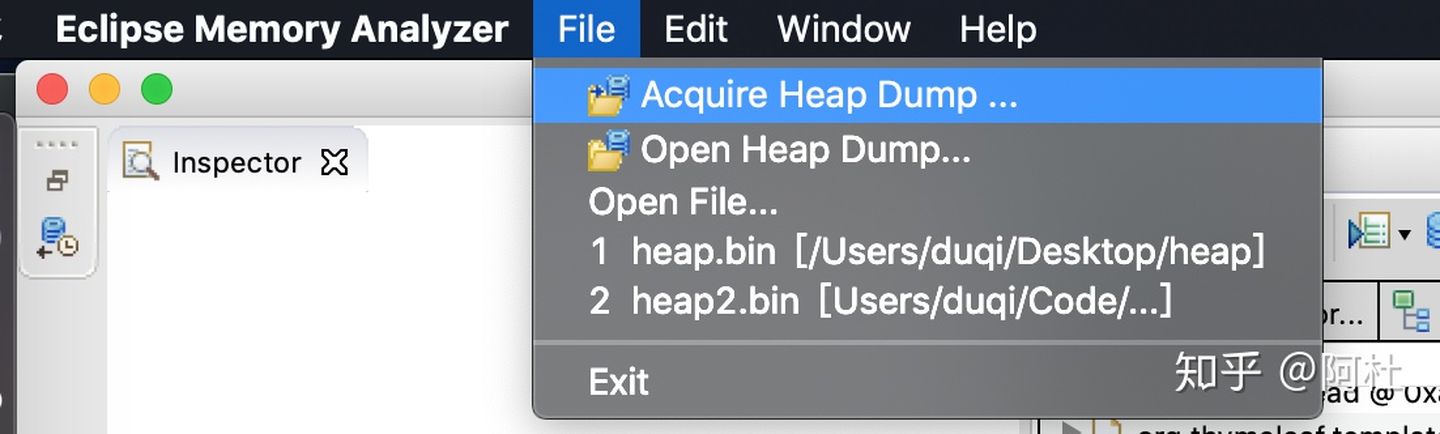 Eclipse Memory Analyzer File Edit Window Help
Inspector
Acquire Heap Dump ...
Open Heap Dump...
Open File...
1 heap.bin [/Users/duqi/Desktop/heap]
2 heap2.bin [Users/duqi/Code/...]
Exit
知乎 @阿杜